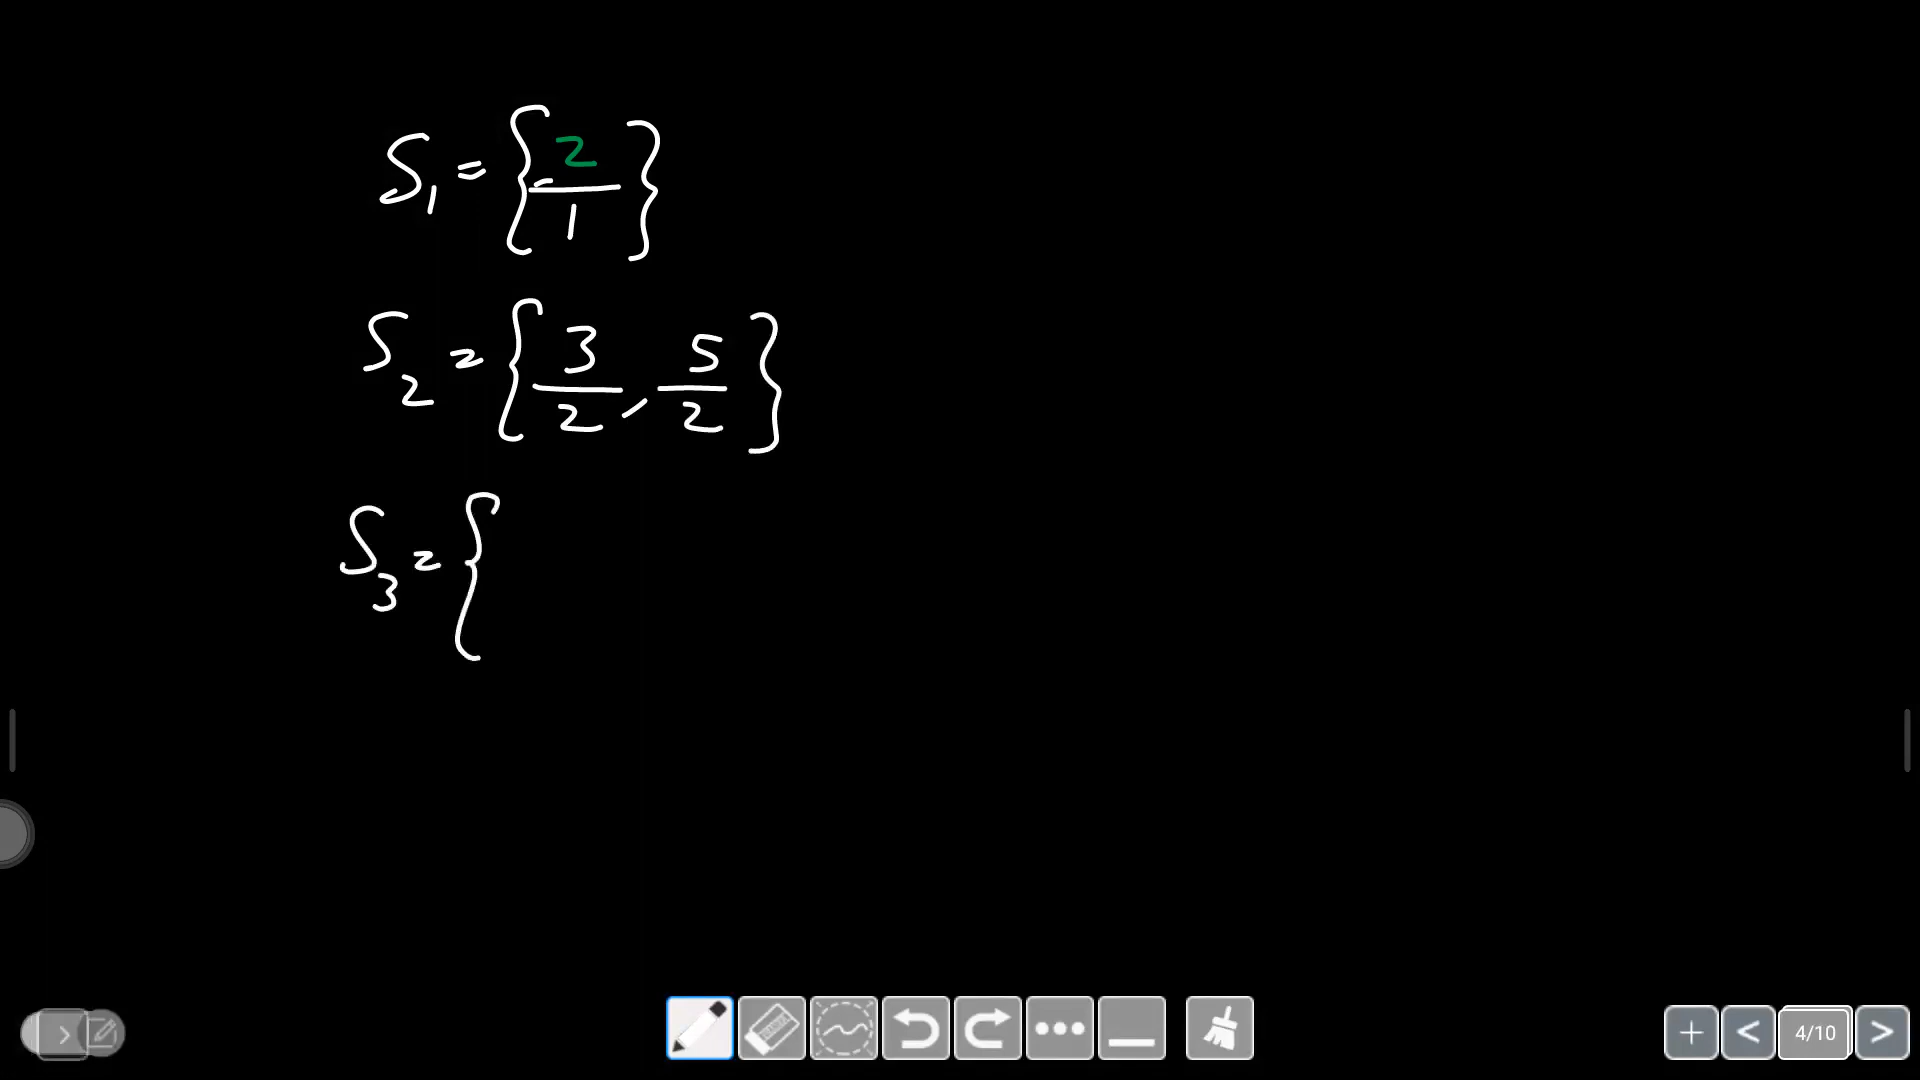 S₁ = {2/1}
S₂ = {3/2, 5/2}
S₃ = {
4/10